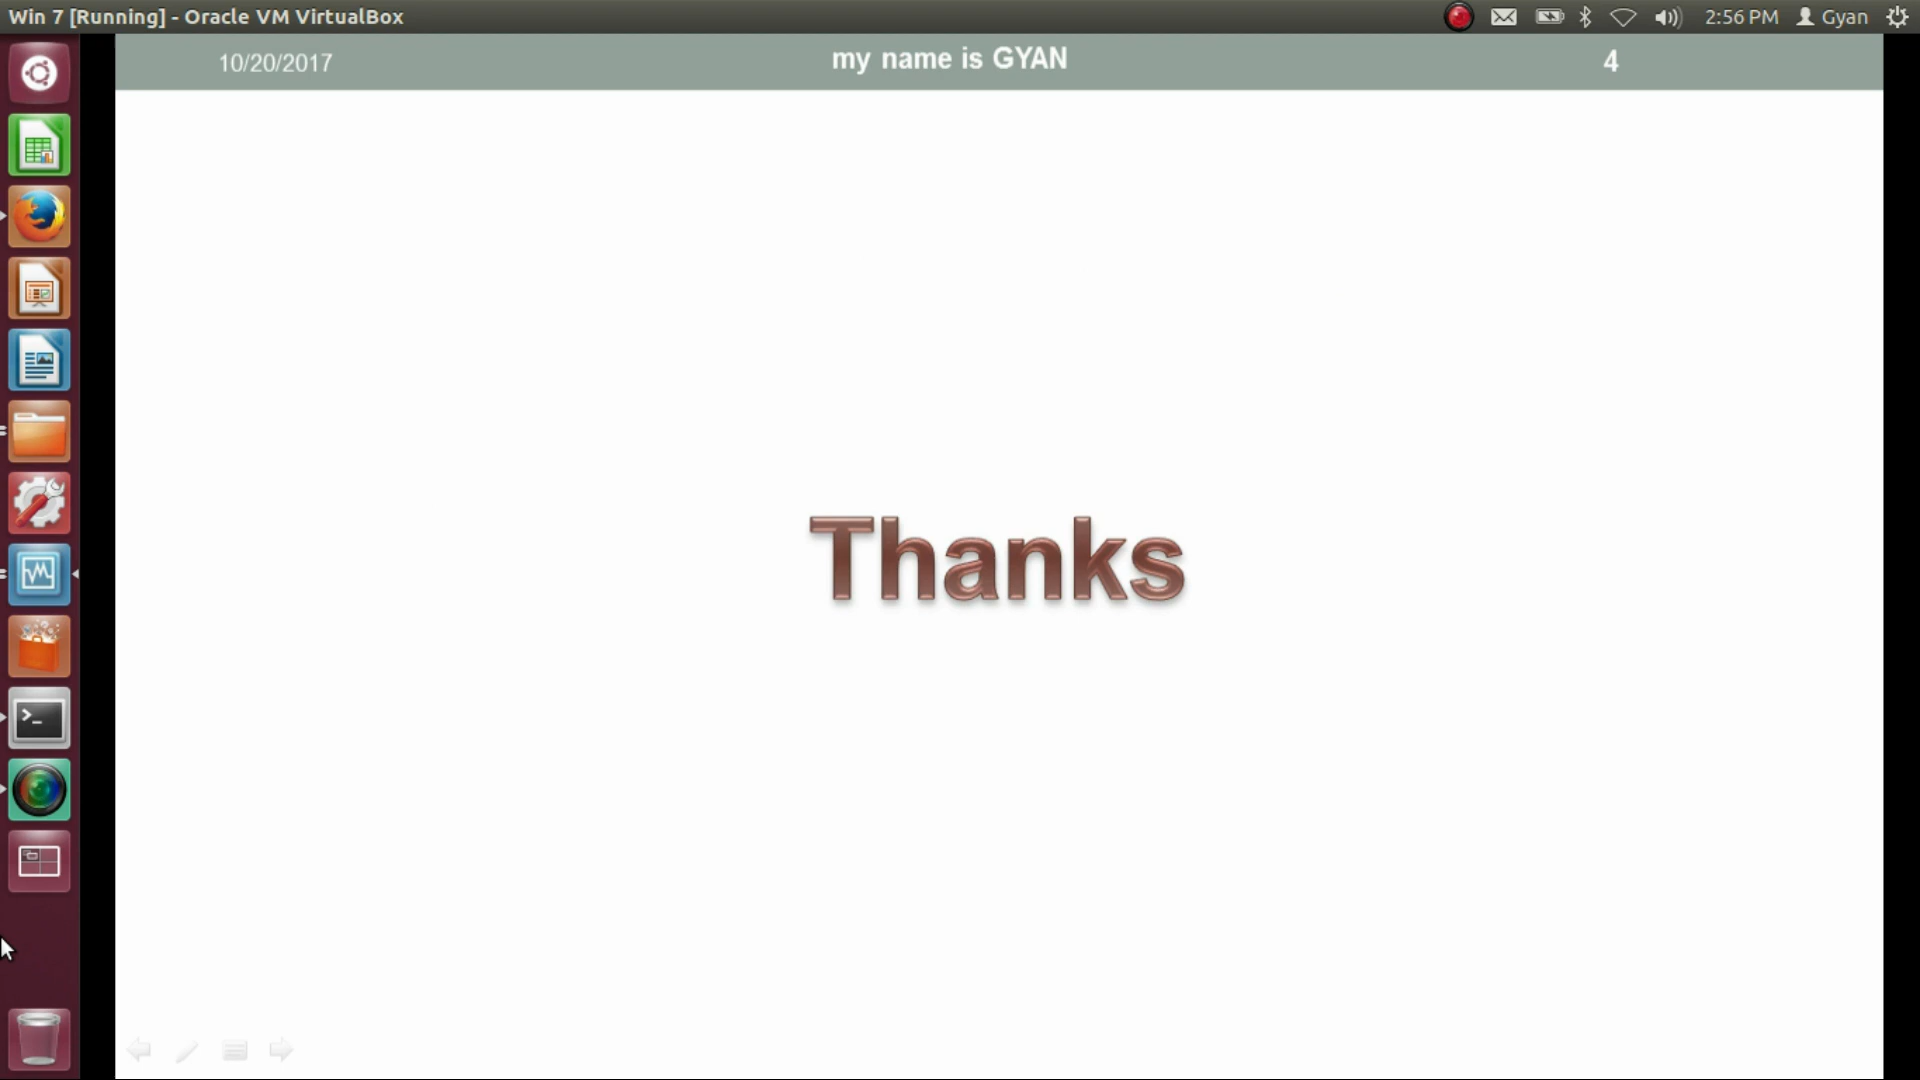 Win 7 [Running] - Oracle VM VirtualBox
2:56 PM
Gyan
10/20/2017
my name is GYAN
4
Thanks
>_